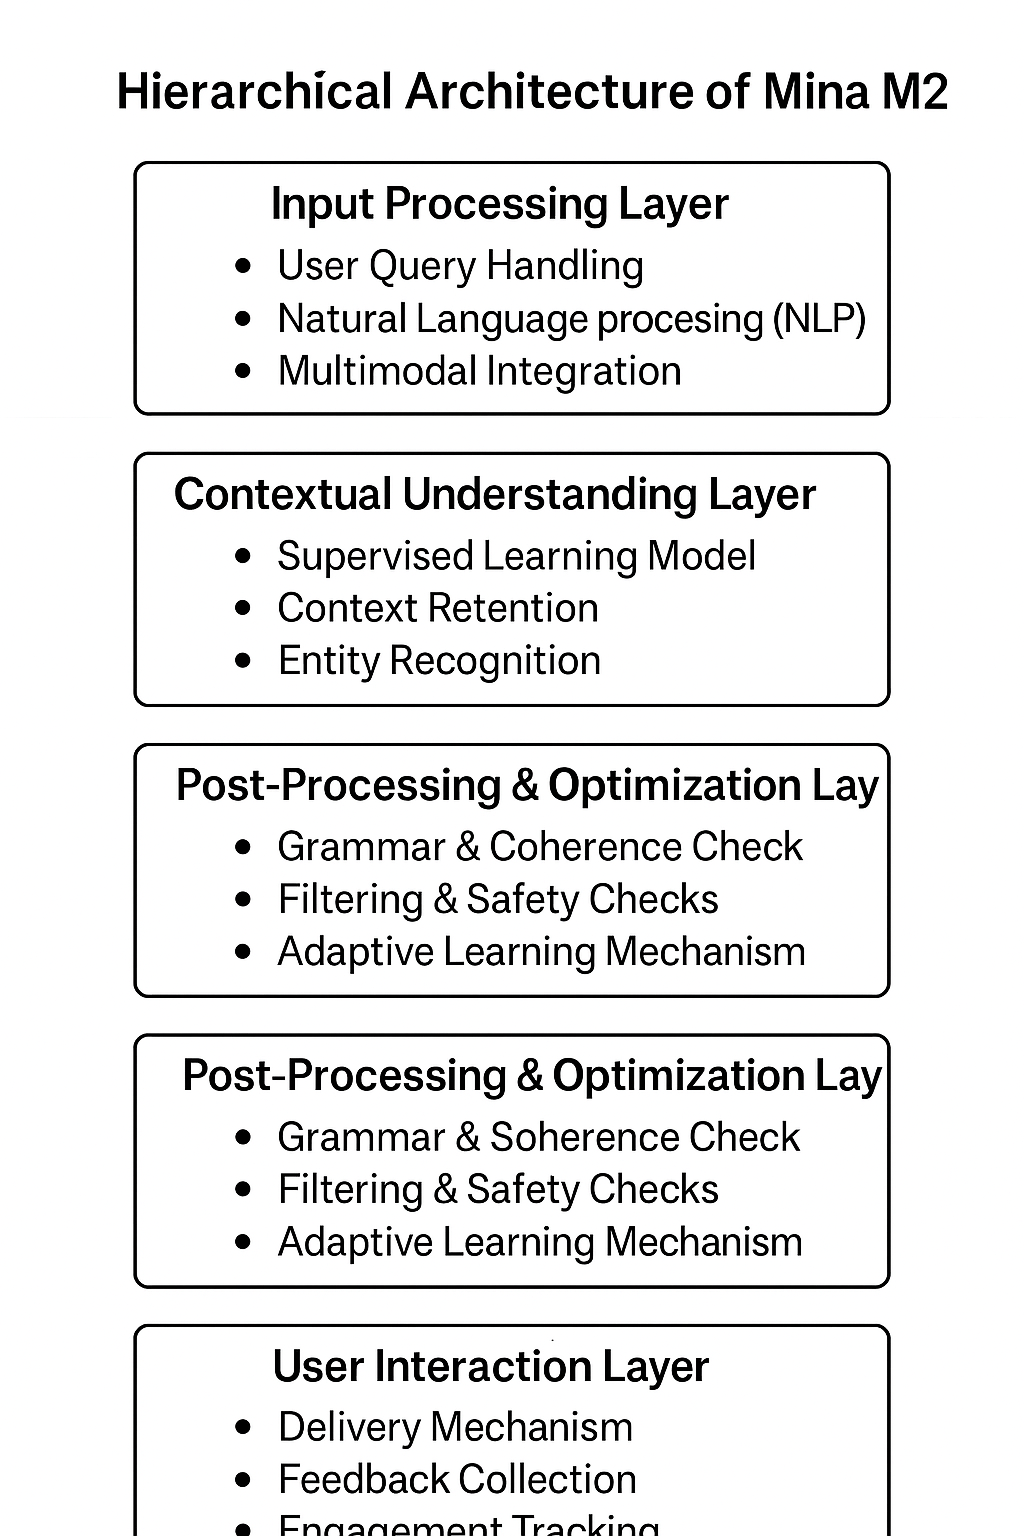 Hierarchical Architecture of Mina M2
Input Processing Layer
• User Query Handling
• Natural Language procesing (NLP)
• Multimodal Integration
Contextual Understanding Layer
• Supervised Learning Model
• Context Retention
• Entity Recognition
Post-Processing & Optimization Lay
• Grammar & Coherence Check
• Filtering & Safety Checks
• Adaptive Learning Mechanism
Post-Processing & Optimization Lay
• Grammar & Soherence Check
• Filtering & Safety Checks
• Adaptive Learning Mechanism
User Interaction Layer
• Delivery Mechanism
• Feedback Collection
• Engagement Tracking